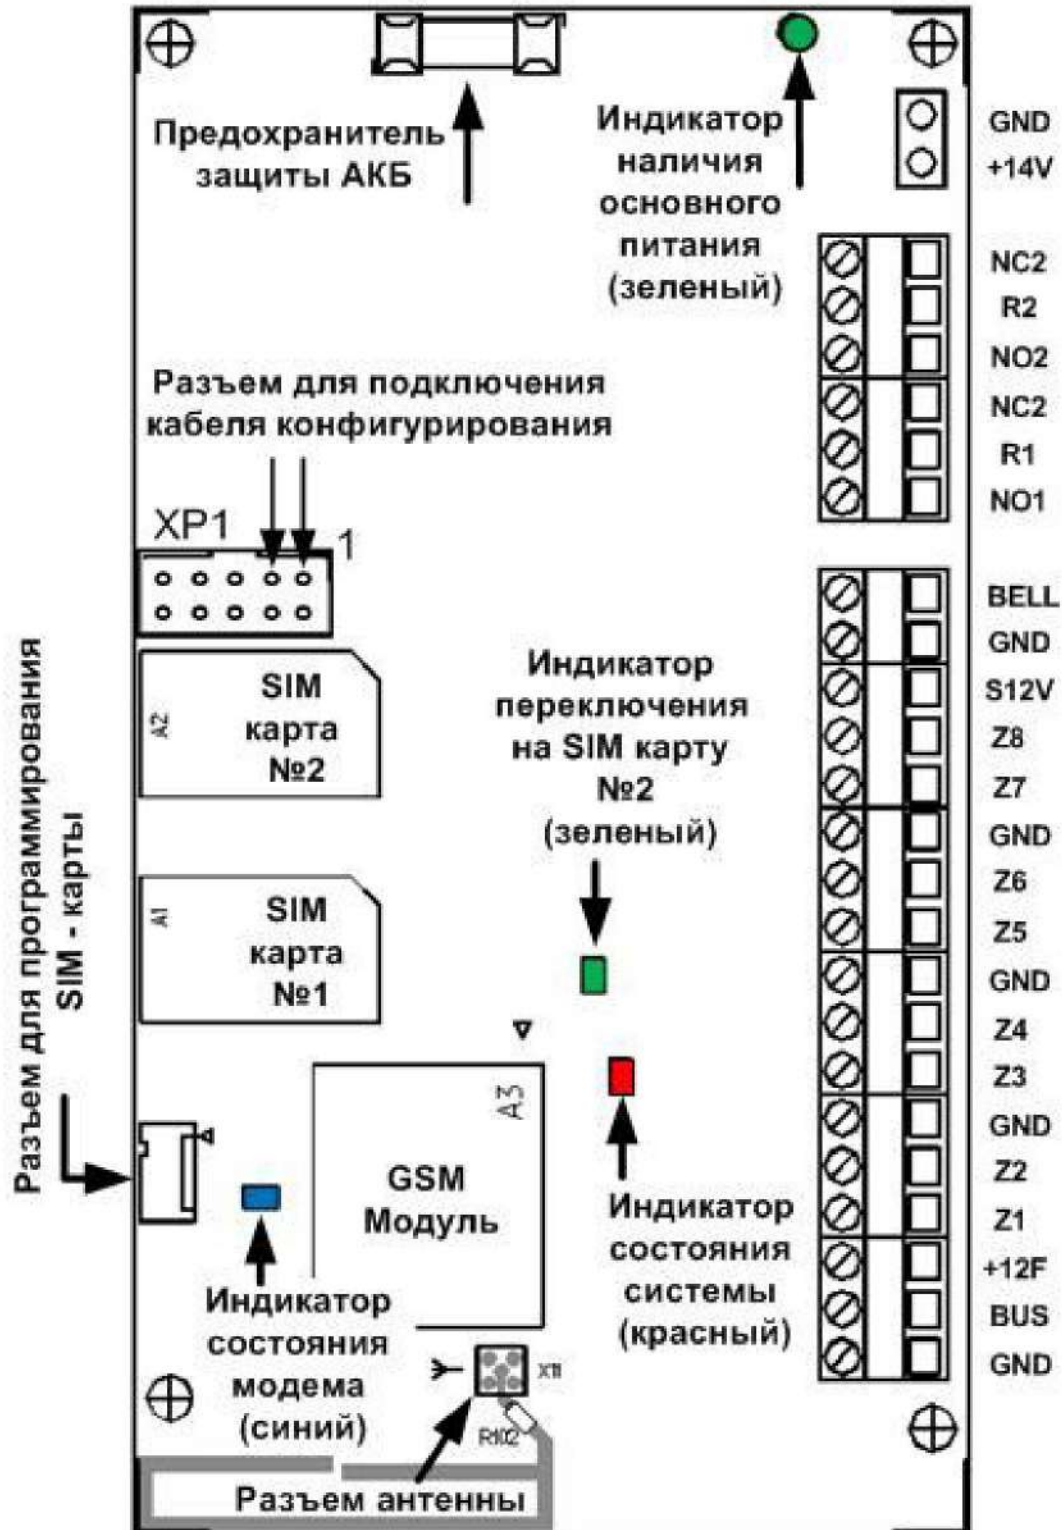 Предохранитель
защиты АКБ
Индикатор
наличия
основного
питания
(зеленый)
GND
+14V
NC2
R2
NO2
NC2
R1
NO1
Разъем для подключения
кабеля конфигурирования
XP1
1
BELL
GND
S12V
Z8
Z7
GND
Z6
Z5
GND
Z4
Z3
GND
Z2
Z1
+12F
BUS
GND
A2
SIM
карта
№2
Индикатор
переключения
на SIM карту
№2
(зеленый)
A1
SIM
карта
№1
Разъем для программирования
SIM - карты
A3
GSM
Модуль
Индикатор
состояния
системы
(красный)
Индикатор
состояния
модема
(синий)
X11
R102
Разъем антенны